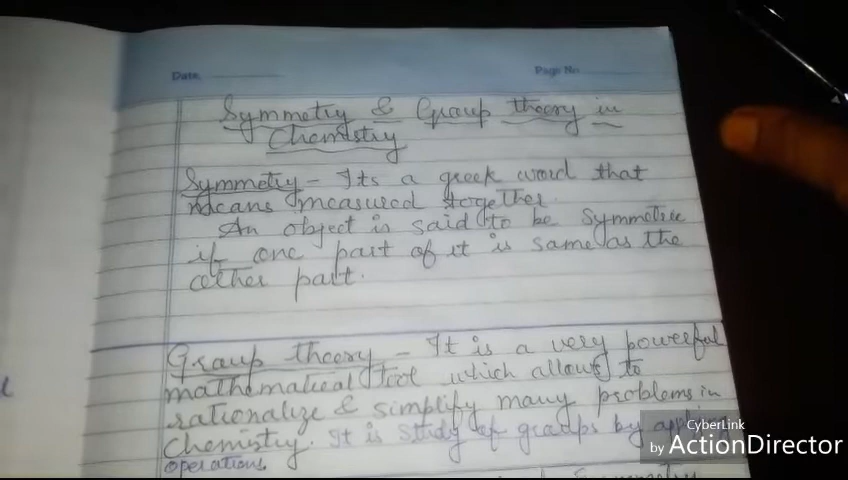 Date.
Page No.
Symmetry & Group theory in
Chemistry
Symmetry - Its a greek word that
means measured together.
An object is said to be symmetric
if one part of it is same as the
other part.
Group theory - It is a very powerful
mathematical tool which allows to
rationalize & simplify many problems in
Chemistry. It is study of groups by applying
operations.
Symmetry
CyberLink
by ActionDirector